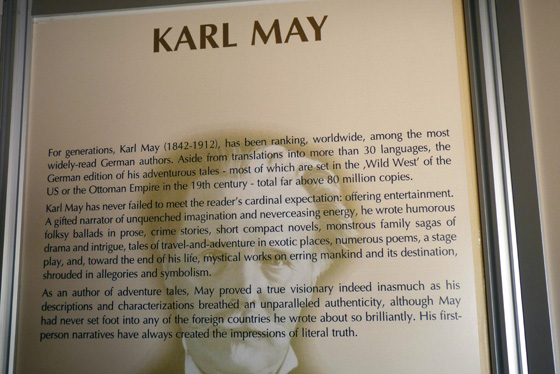 KARL MAY
For generations, Karl May (1842-1912), has been ranking, worldwide, among the most
widely-read German authors. Aside from translations into more than 30 languages, the
German edition of his adventurous tales - most of which are set in the ‚Wild West' of the
US or the Ottoman Empire in the 19th century - total far above 80 million copies.
Karl May has never failed to meet the reader's cardinal expectation: offering entertainment.
A gifted narrator of unquenched imagination and neverceasing energy, he wrote humorous
folksy ballads in prose, crime stories, short compact novels, monstrous family sagas of
drama and intrigue, tales of travel-and-adventure in exotic places, numerous poems, a stage
play, and, toward the end of his life, mystical works on erring mankind and its destination,
shrouded in allegories and symbolism.
As an author of adventure tales, May proved a true visionary indeed inasmuch as his
descriptions and characterizations breathed an unparalleled authenticity, although May
had never set foot into any of the foreign countries he wrote about so brilliantly. His first-
person narratives have always created the impressions of literal truth.